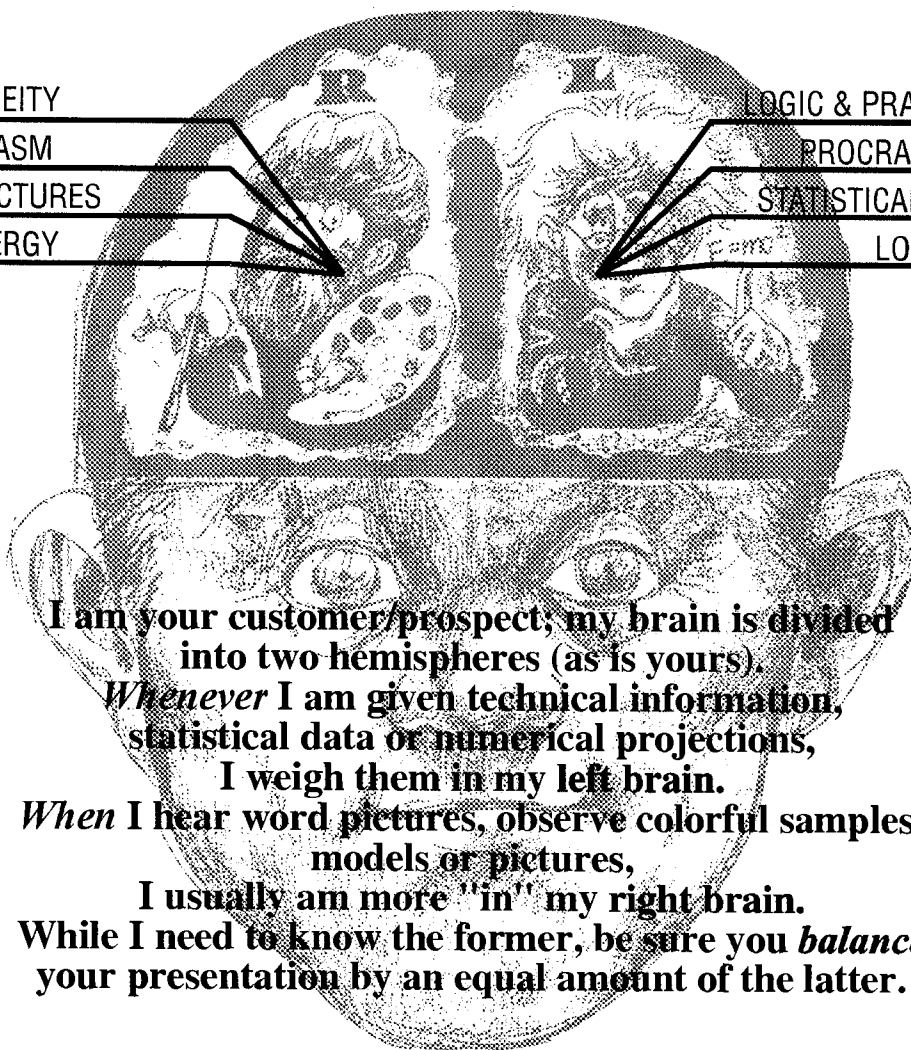 R
L
EITY
ASM
CTURES
ERGY
LOGIC & PRA
PROCRA
STATISTICA
LO
E=mc
I am your customer/prospect; my brain is divided
into two hemispheres (as is yours).
Whenever I am given technical information,
statistical data or numerical projections,
I weigh them in my left brain.
When I hear word pictures, observe colorful samples
models or pictures,
I usually am more "in" my right brain.
While I need to know the former, be sure you balance
your presentation by an equal amount of the latter.